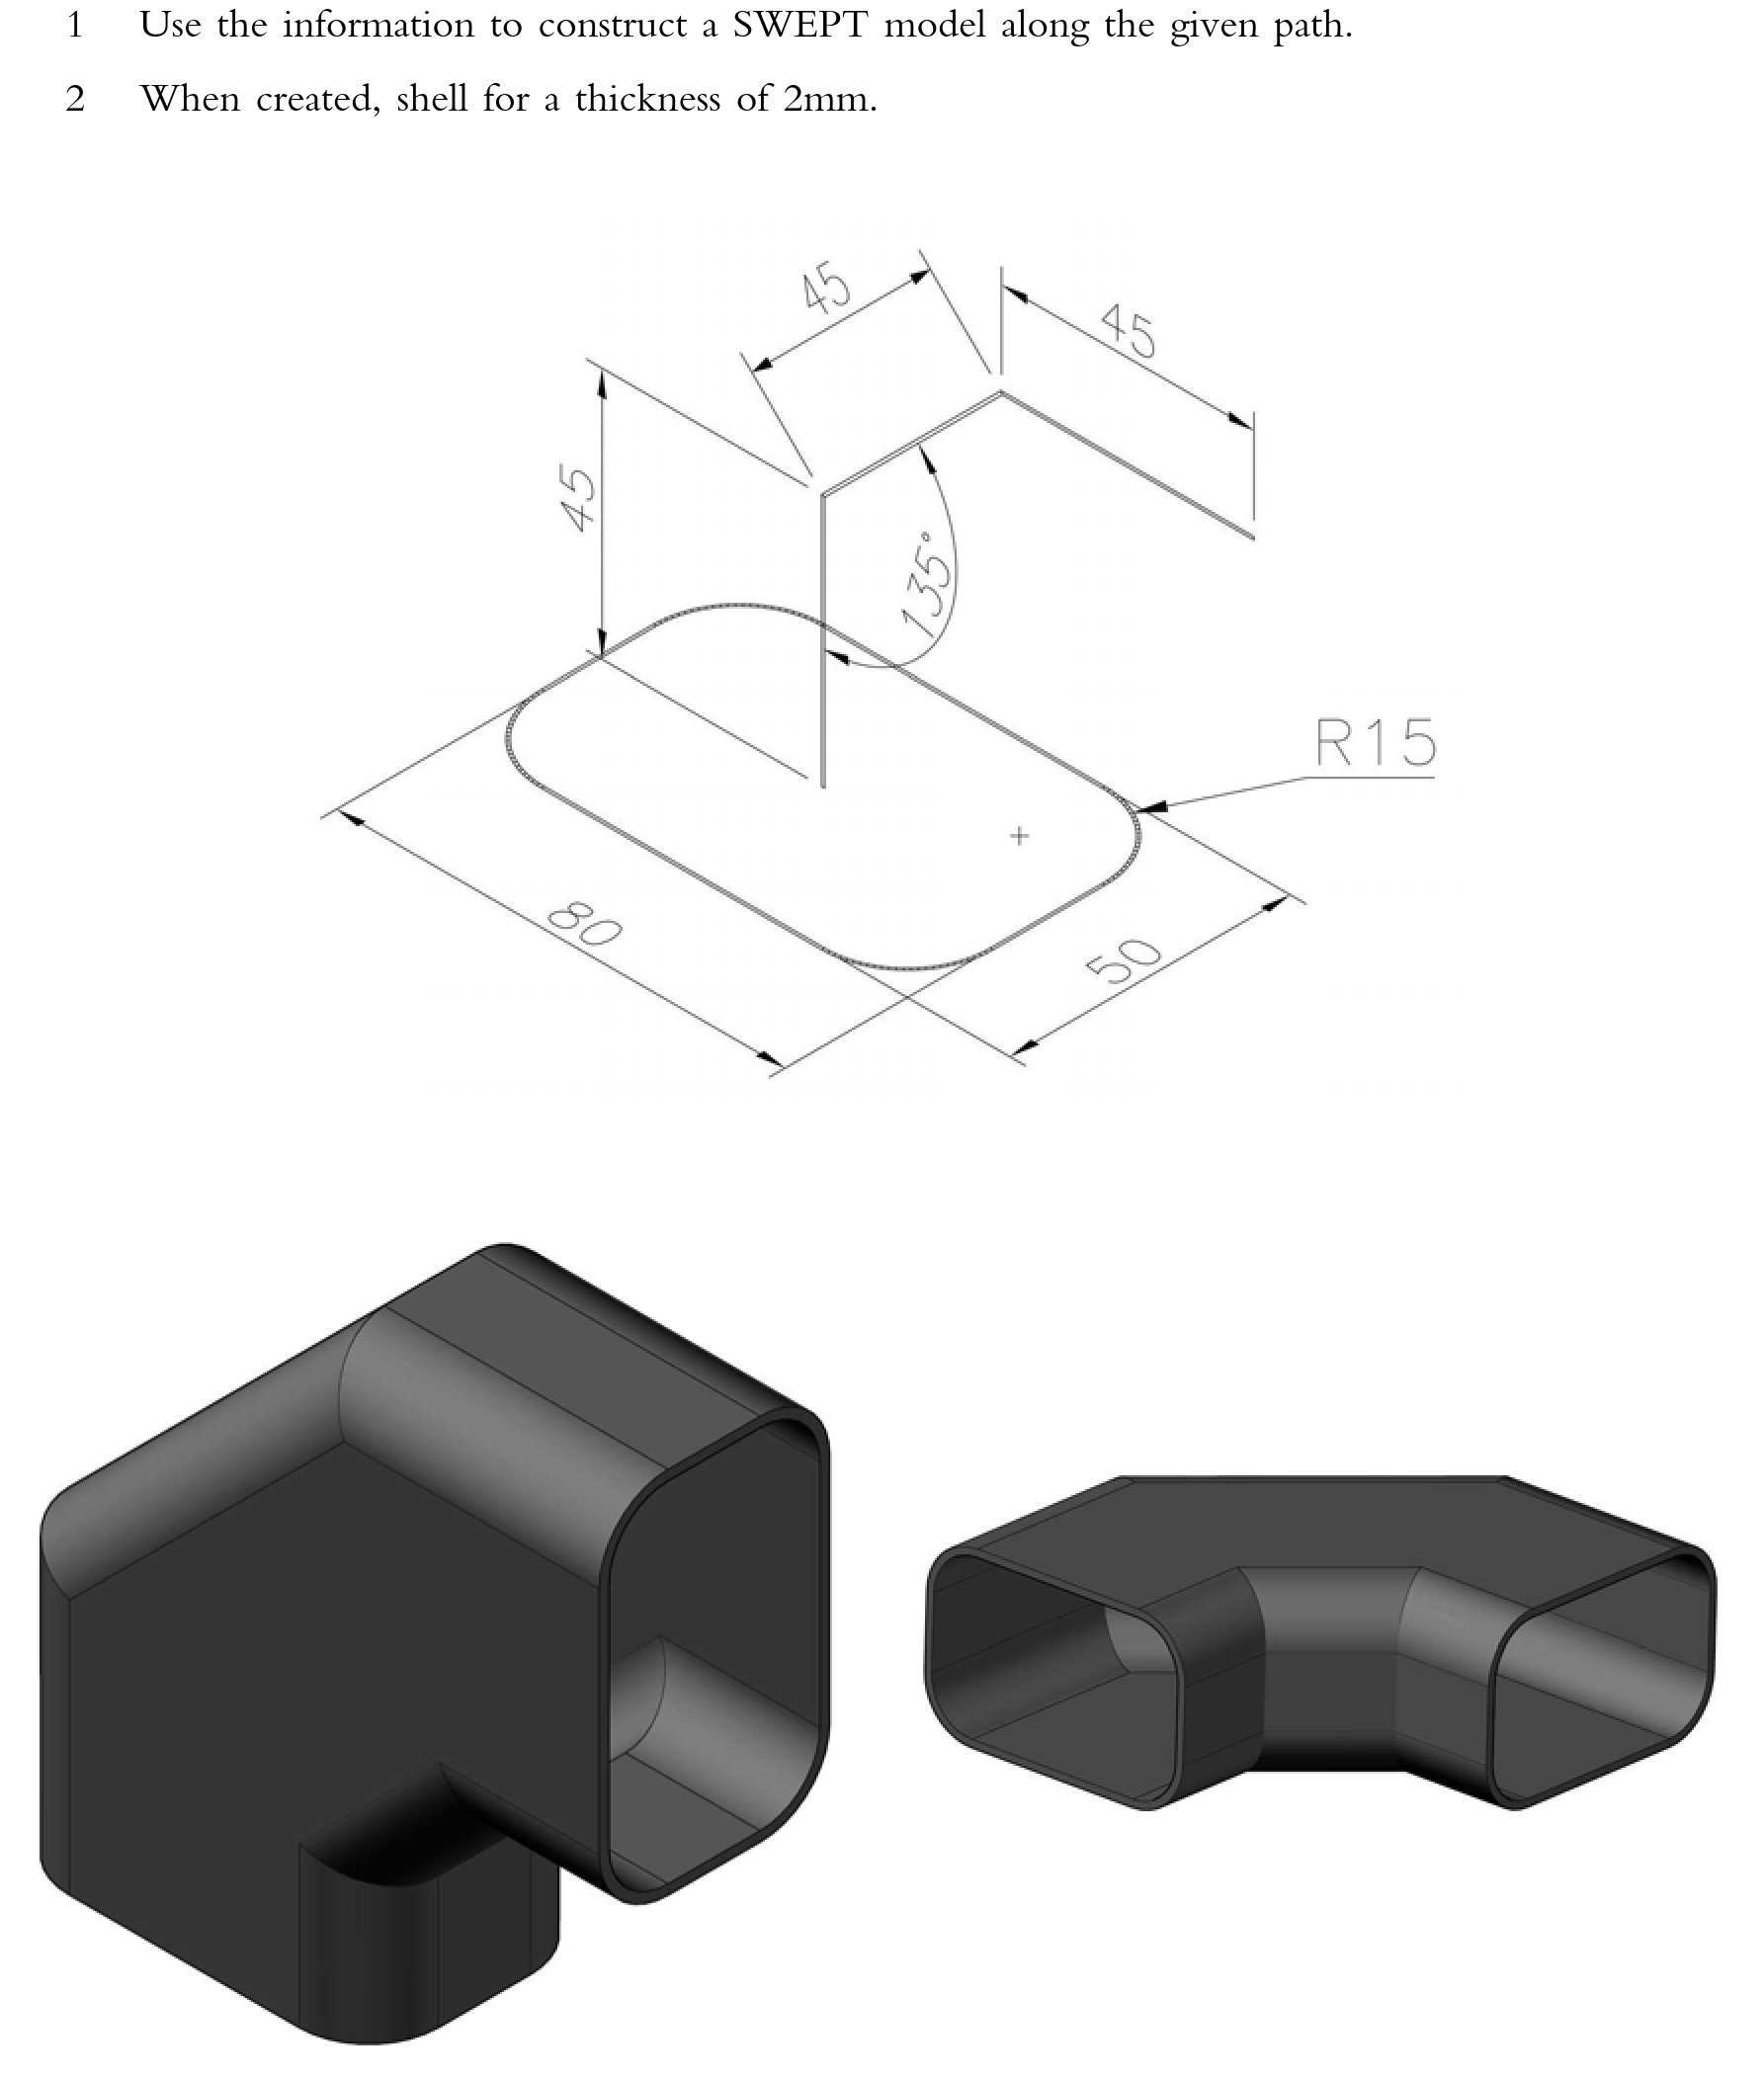 1 Use the information to construct a SWEPT model along the given path.
2 When created, shell for a thickness of 2mm.
45
45
45
135°
R15
80
50